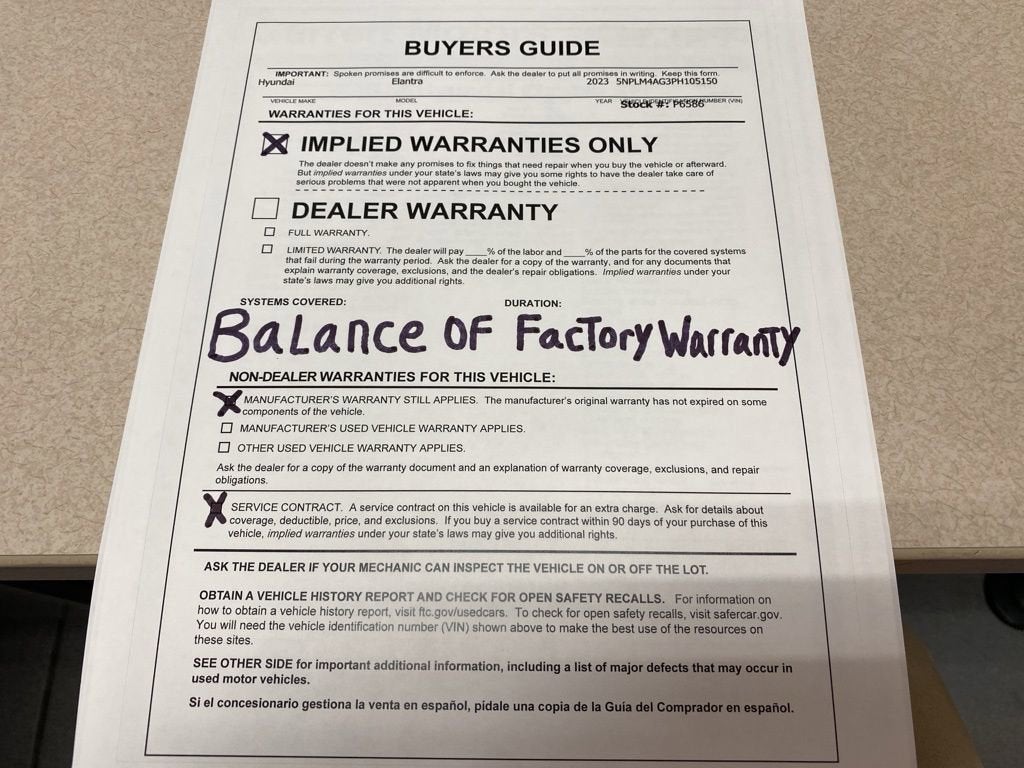 BUYERS GUIDE
IMPORTANT: Spoken promises are difficult to enforce. Ask the dealer to put all promises in writing. Keep this form.
Hyundai Elantra 2023 5NPLM4AG3PH105150
VEHICLE MAKE MODEL YEAR VEHICLE IDENTIFICATION NUMBER (VIN)
Stock #: P6586
WARRANTIES FOR THIS VEHICLE:
IMPLIED WARRANTIES ONLY
The dealer doesn't make any promises to fix things that need repair when you buy the vehicle or afterward.
But implied warranties under your state's laws may give you some rights to have the dealer take care of
serious problems that were not apparent when you bought the vehicle.
DEALER WARRANTY
FULL WARRANTY.
LIMITED WARRANTY. The dealer will pay ____% of the labor and ____% of the parts for the covered systems
that fail during the warranty period. Ask the dealer for a copy of the warranty, and for any documents that
explain warranty coverage, exclusions, and the dealer's repair obligations. Implied warranties under your
state's laws may give you additional rights.
SYSTEMS COVERED: DURATION:
BaLance OF FacTory Warranty
NON-DEALER WARRANTIES FOR THIS VEHICLE:
MANUFACTURER'S WARRANTY STILL APPLIES. The manufacturer's original warranty has not expired on some
components of the vehicle.
MANUFACTURER'S USED VEHICLE WARRANTY APPLIES.
OTHER USED VEHICLE WARRANTY APPLIES.
Ask the dealer for a copy of the warranty document and an explanation of warranty coverage, exclusions, and repair
obligations.
SERVICE CONTRACT. A service contract on this vehicle is available for an extra charge. Ask for details about
coverage, deductible, price, and exclusions. If you buy a service contract within 90 days of your purchase of this
vehicle, implied warranties under your state's laws may give you additional rights.
ASK THE DEALER IF YOUR MECHANIC CAN INSPECT THE VEHICLE ON OR OFF THE LOT.
OBTAIN A VEHICLE HISTORY REPORT AND CHECK FOR OPEN SAFETY RECALLS. For information on
how to obtain a vehicle history report, visit ftc.gov/usedcars. To check for open safety recalls, visit safercar.gov.
You will need the vehicle identification number (VIN) shown above to make the best use of the resources on
these sites.
SEE OTHER SIDE for important additional information, including a list of major defects that may occur in
used motor vehicles.
Si el concesionario gestiona la venta en español, pídale una copia de la Guía del Comprador en español.